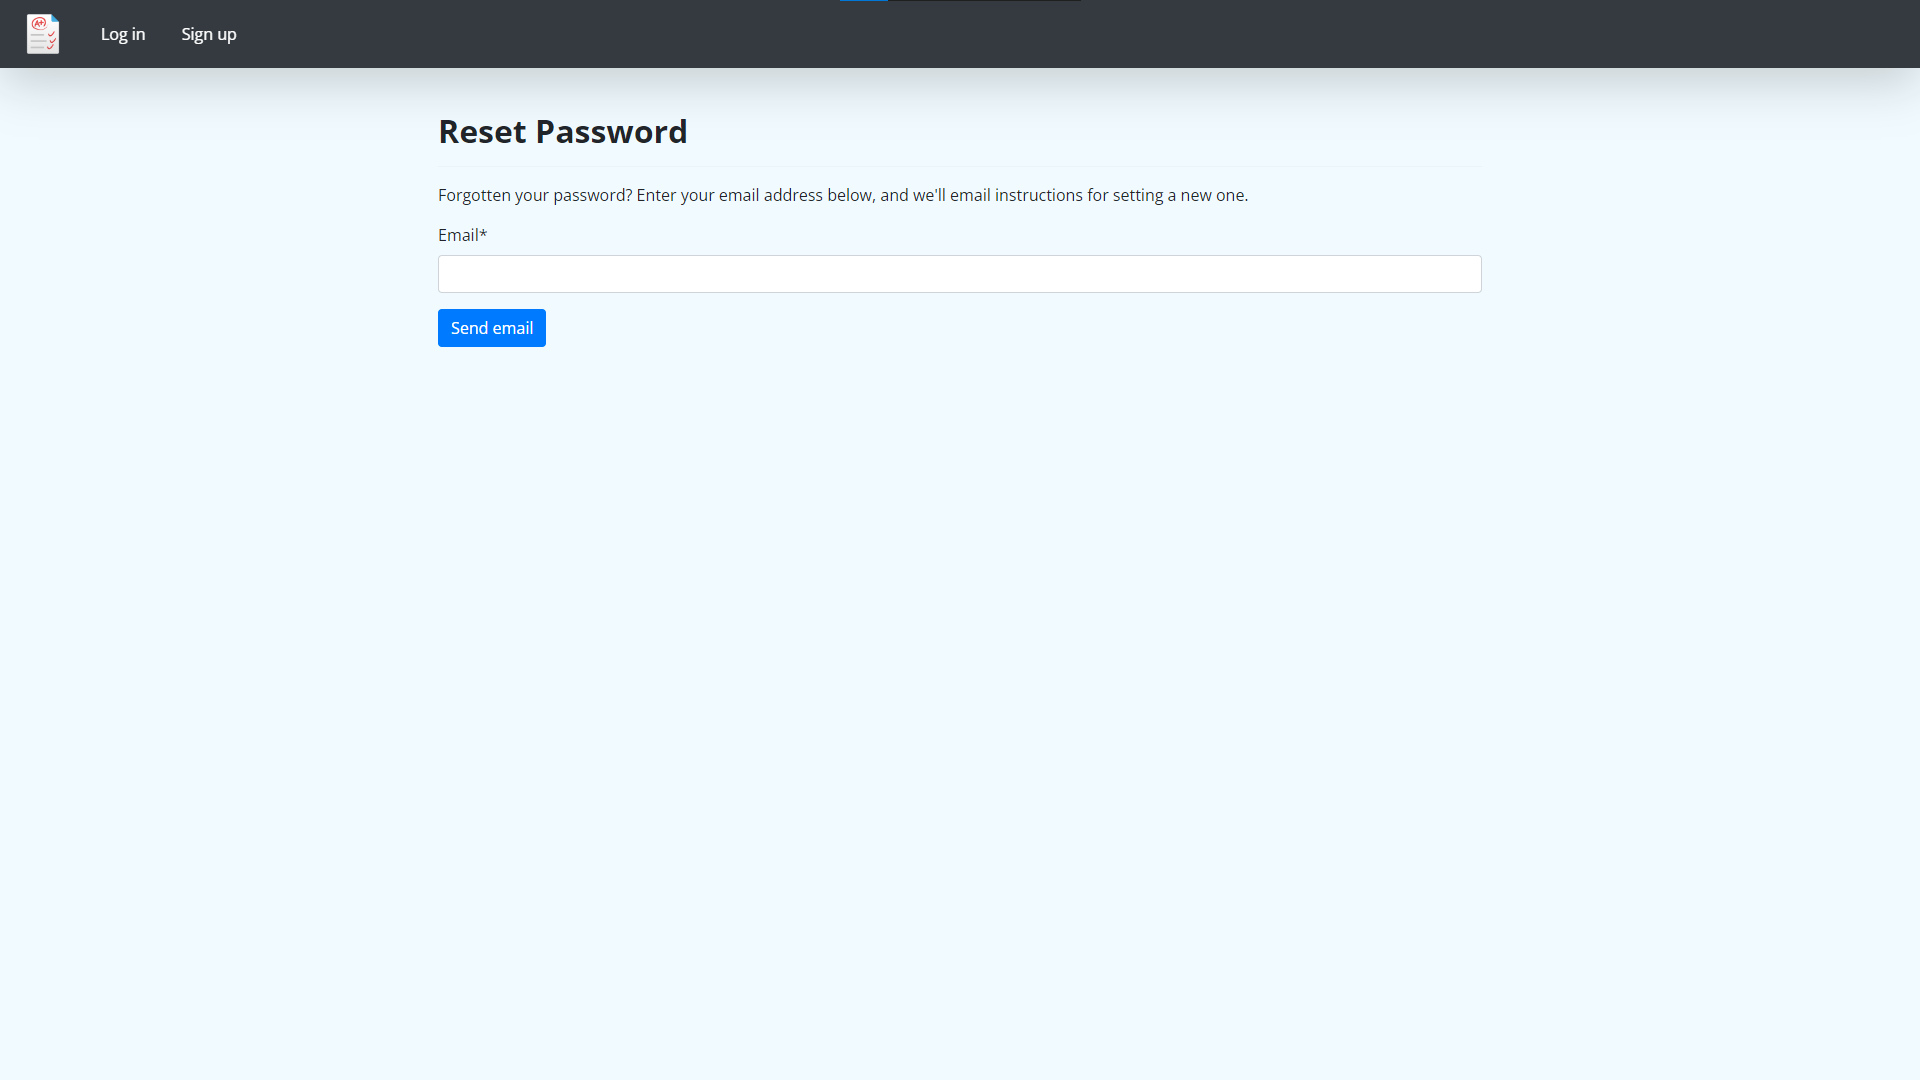 A+
Log in
Sign up
Reset Password
Forgotten your password? Enter your email address below, and we'll email instructions for setting a new one.
Email*
Send email